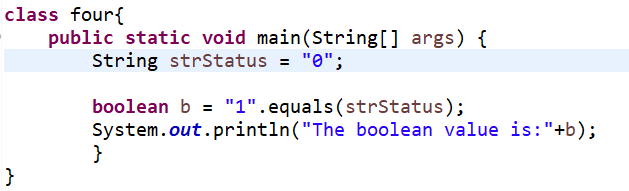 class four{
public static void main(String[] args) {
String strStatus = "0";
boolean b = "1".equals(strStatus);
System.out.println("The boolean value is:"+b);
}
}